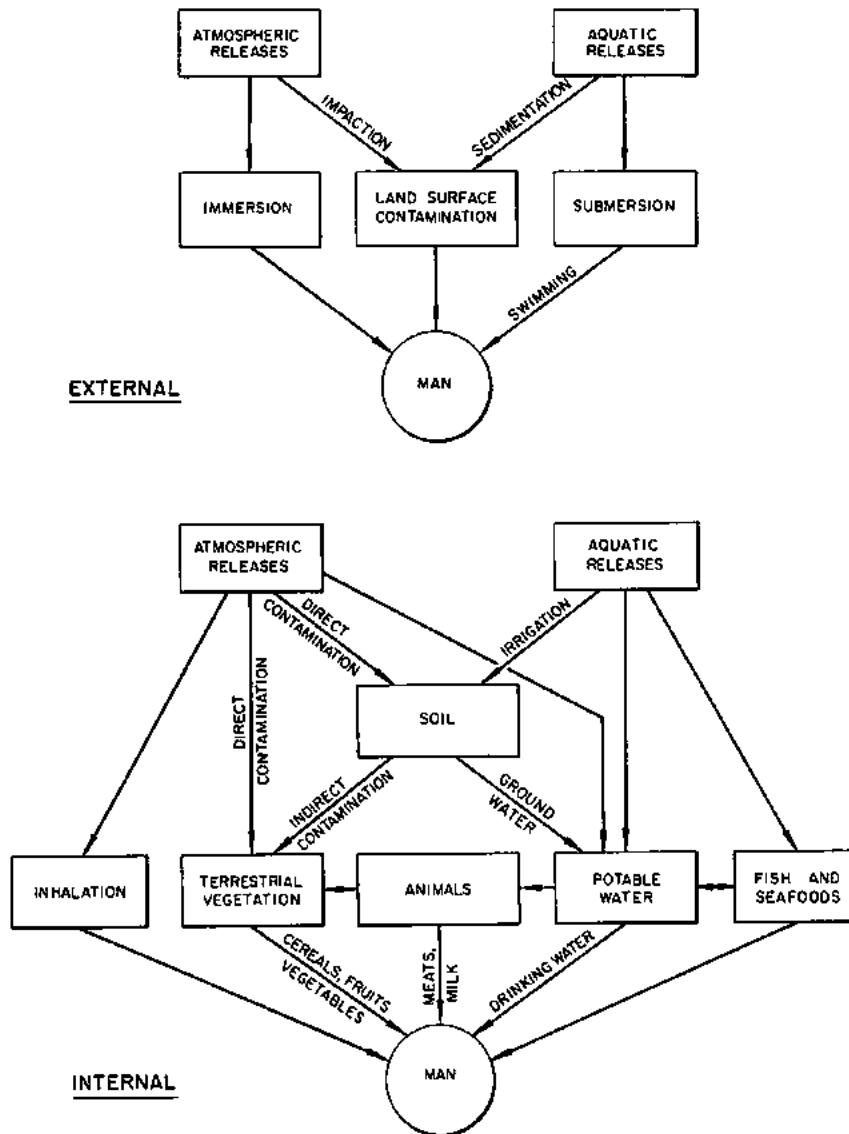 ATMOSPHERIC
RELEASES
AQUATIC
RELEASES
IMPACTION
SEDIMENTATION
IMMERSION
LAND SURFACE
CONTAMINATION
SUBMERSION
SWIMMING
MAN
EXTERNAL
ATMOSPHERIC
RELEASES
AQUATIC
RELEASES
DIRECT
CONTAMINATION
IRRIGATION
DIRECT
CONTAMINATION
SOIL
INDIRECT
CONTAMINATION
GROUND
WATER
INHALATION
TERRESTRIAL
VEGETATION
ANIMALS
POTABLE
WATER
FISH AND
SEAFOODS
CEREALS, FRUITS
VEGETABLES
MEATS,
MILK
DRINKING WATER
MAN
INTERNAL